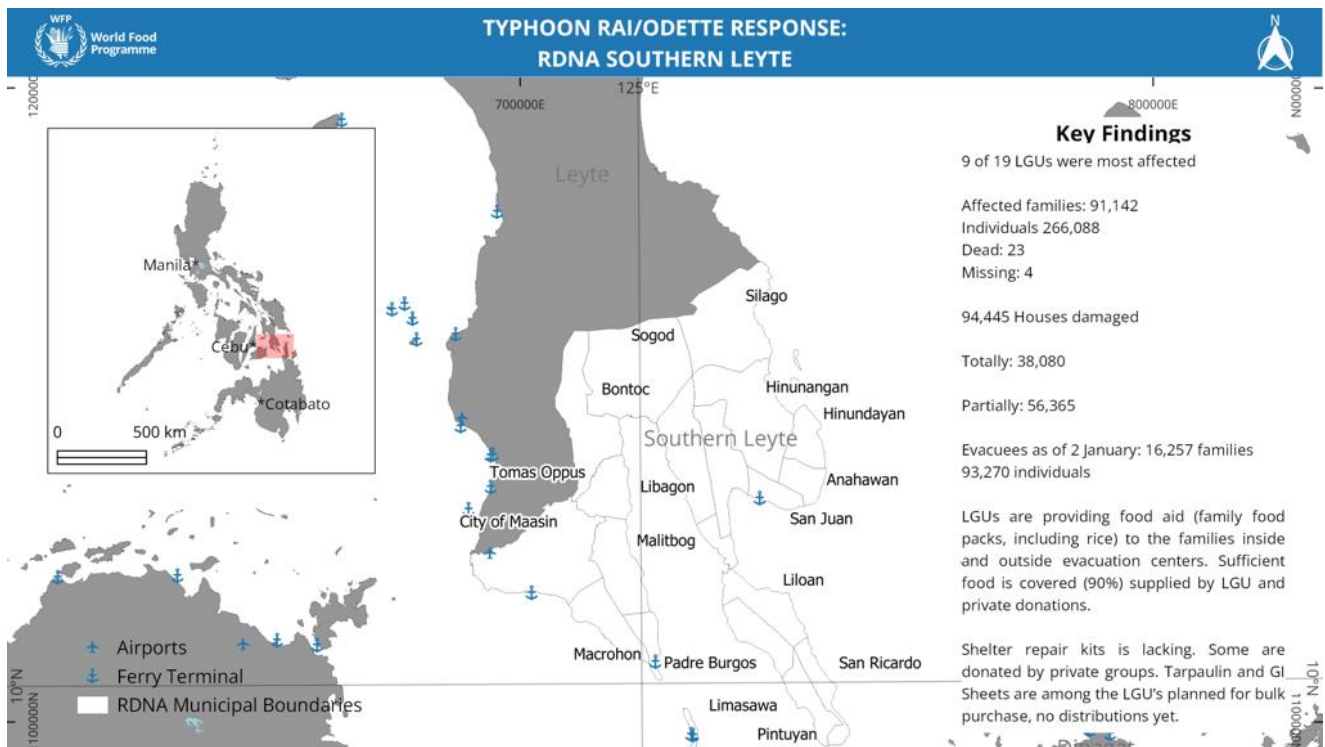 WFP
World Food
Programme
TYPHOON RAI/ODETTE RESPONSE:
RDNA SOUTHERN LEYTE
N
700000E
125°E
800000E
Leyte
Manila*
Cebu*
*Cotabato
0 500 km
Silago
Sogod
Bontoc
Hinunangan
Hinundayan
Southern Leyte
Tomas Oppus
Libagon
Anahawan
City of Maasin
San Juan
Malitbog
Liloan
Macrohon
Padre Burgos
San Ricardo
Limasawa
Pintuyan
10°N
100000N
10°N
Airports
Ferry Terminal
RDNA Municipal Boundaries
Key Findings
9 of 19 LGUs were most affected
Affected families: 91,142
Individuals 266,088
Dead: 23
Missing: 4
94,445 Houses damaged
Totally: 38,080
Partially: 56,365
Evacuees as of 2 January: 16,257 families
93,270 individuals
LGUs are providing food aid (family food
packs, including rice) to the families inside
and outside evacuation centers. Sufficient
food is covered (90%) supplied by LGU and
private donations.
Shelter repair kits is lacking. Some are
donated by private groups. Tarpaulin and GI
Sheets are among the LGU's planned for bulk
purchase, no distributions yet.